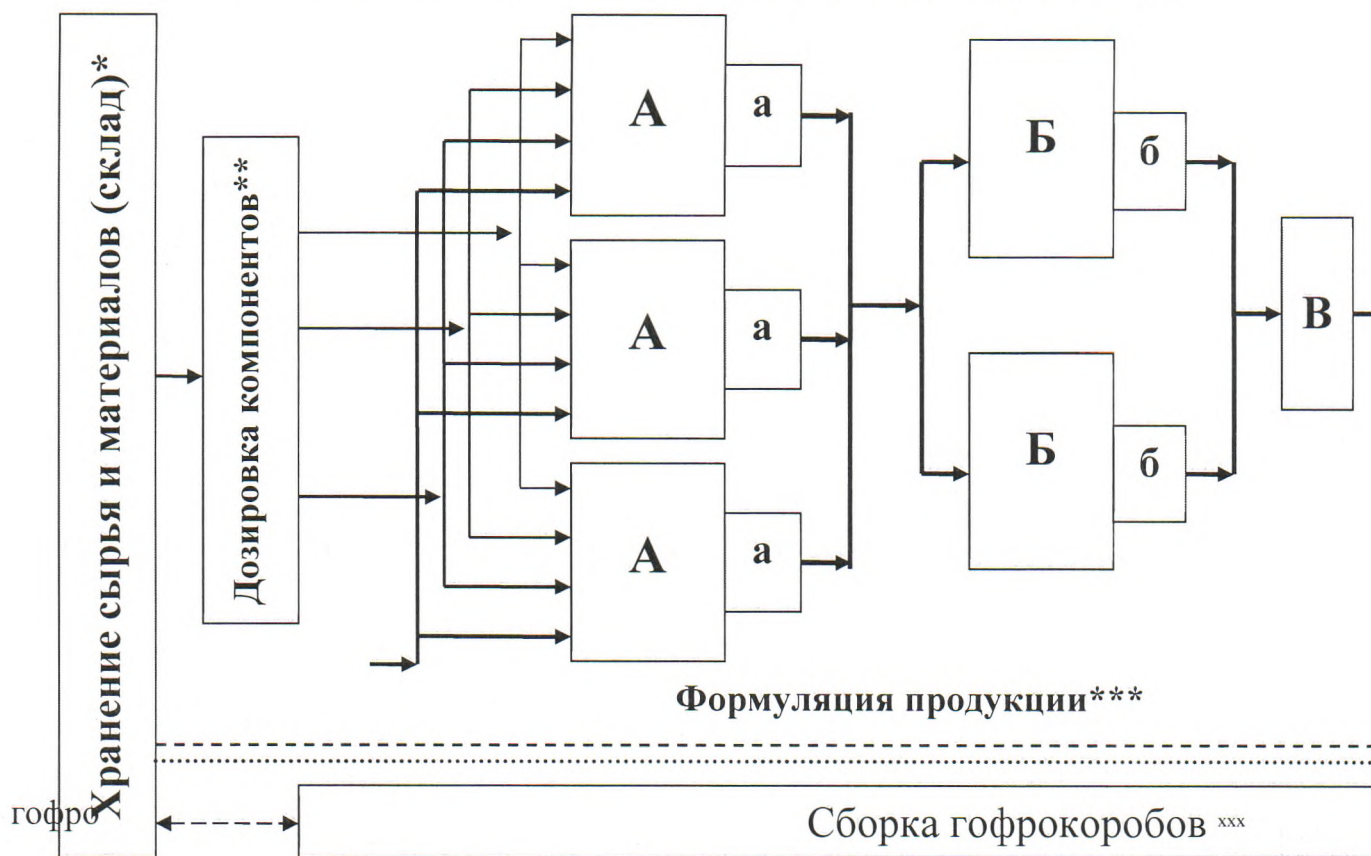 Хранение сырья и материалов (склад)*
Дозировка компонентов**
А
а
А
а
А
а
Б
б
Б
б
В
Формуляция продукции***
гофро
Сборка гофрокоробов xxx